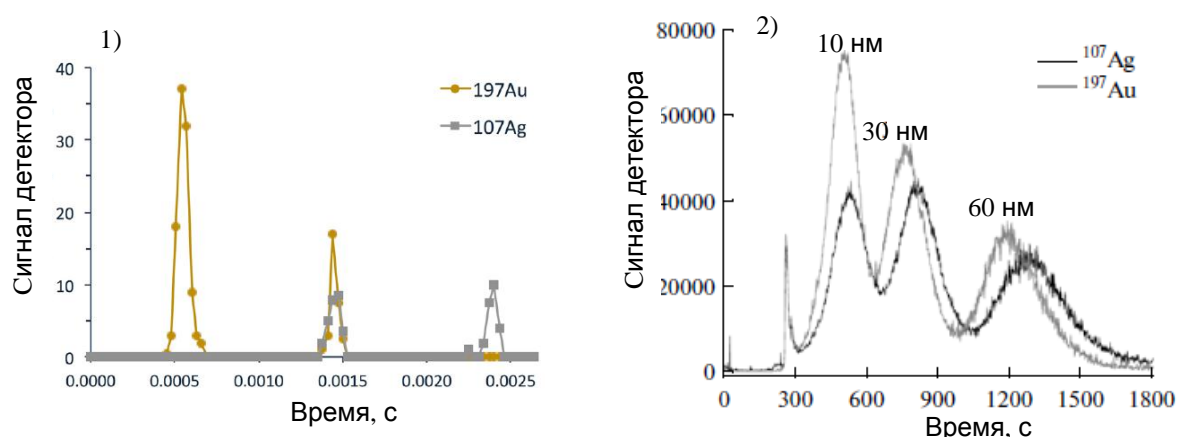 1)
Сигнал детектора
40
30
20
10
0
197Au
107Ag
0.0000
0.0005
0.0010
0.0015
0.0020
0.0025
Время, с
2)
Сигнал детектора
80000
60000
40000
20000
0
10 нм
30 нм
60 нм
¹⁰⁷Ag
¹⁹⁷Au
0
300
600
900
1200
1500
1800
Время, с